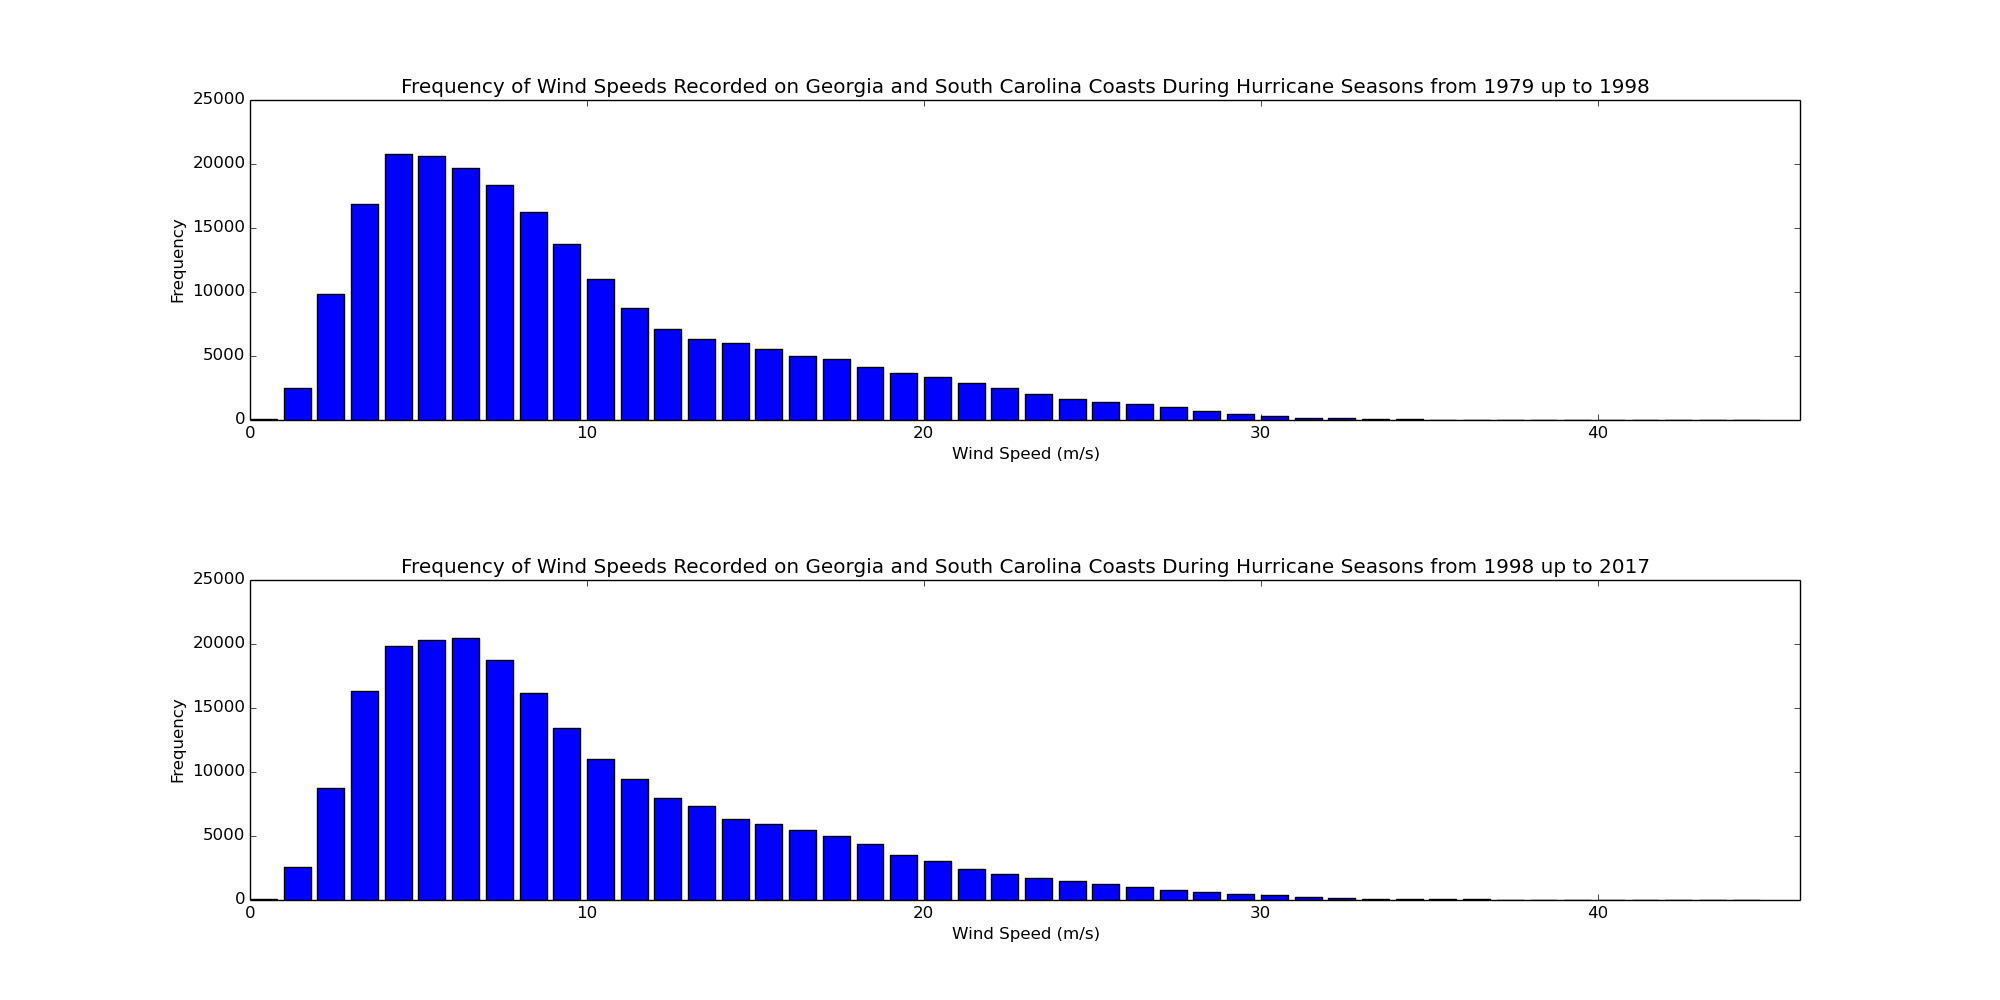 Frequency of Wind Speeds Recorded on Georgia and South Carolina Coasts During Hurricane Seasons from 1979 up to 1998
25000
20000
15000
10000
5000
0
Frequency
0 10 20 30 40
Wind Speed (m/s)
Frequency of Wind Speeds Recorded on Georgia and South Carolina Coasts During Hurricane Seasons from 1998 up to 2017
25000
20000
15000
10000
5000
0
Frequency
0 10 20 30 40
Wind Speed (m/s)